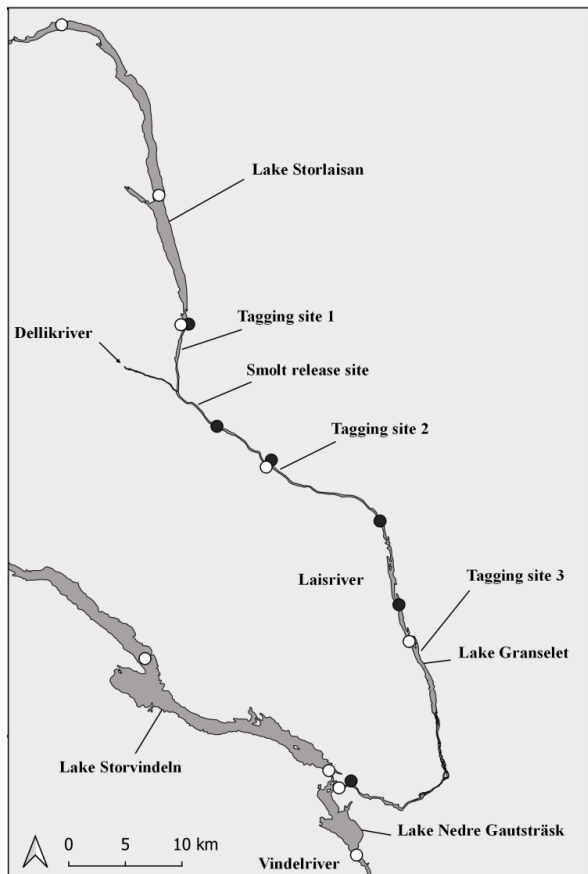 Lake Storlaisan
Tagging site 1
Dellikriver
Smolt release site
Tagging site 2
Laisriver
Tagging site 3
Lake Granselet
Lake Storvindeln
Lake Nedre Gautsträsk
Vindelriver
0 5 10 km